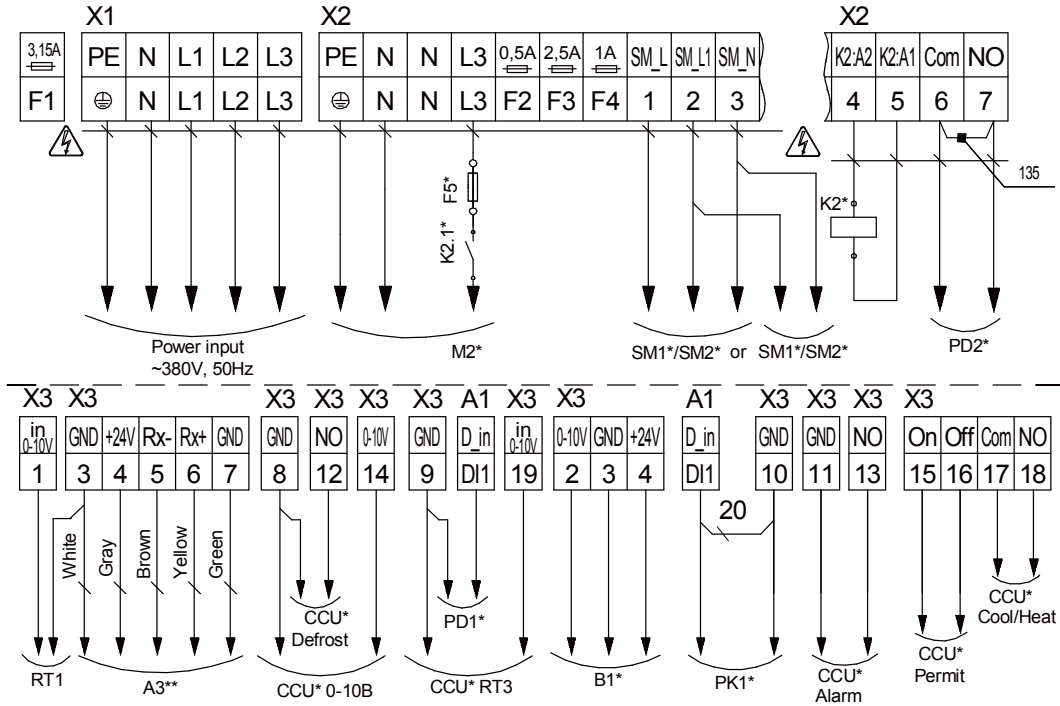 X1 X2 X2
3,15A PE N L1 L2 L3 PE N N L3 0,5A 2,5A 1A SM_L SM_L1 SM_N K2:A2 K2:A1 Com NO
F1 N L1 L2 L3 N N L3 F2 F3 F4 1 2 3 4 5 6 7
135
F5*
K2.1*
K2*
Power input
~380V, 50Hz
M2*
SM1*/SM2* or SM1*/SM2*
PD2*
X3 X3 X3 X3 X3 X3 A1 X3 X3 A1 X3 X3 X3 X3
in 0-10V GND +24V Rx- Rx+ GND GND NO 0-10V GND D_in in 0-10V 0-10V GND +24V D_in GND GND NO On Off Com NO
1 3 4 5 6 7 8 12 14 9 DI1 19 2 3 4 DI1 10 11 13 15 16 17 18
20
White
Gray
Brown
Yellow
Green
CCU*
Defrost
PD1*
CCU*
Cool/Heat
RT1
A3**
CCU* 0-10B
CCU* RT3
B1*
PK1*
CCU*
Alarm
CCU*
Permit